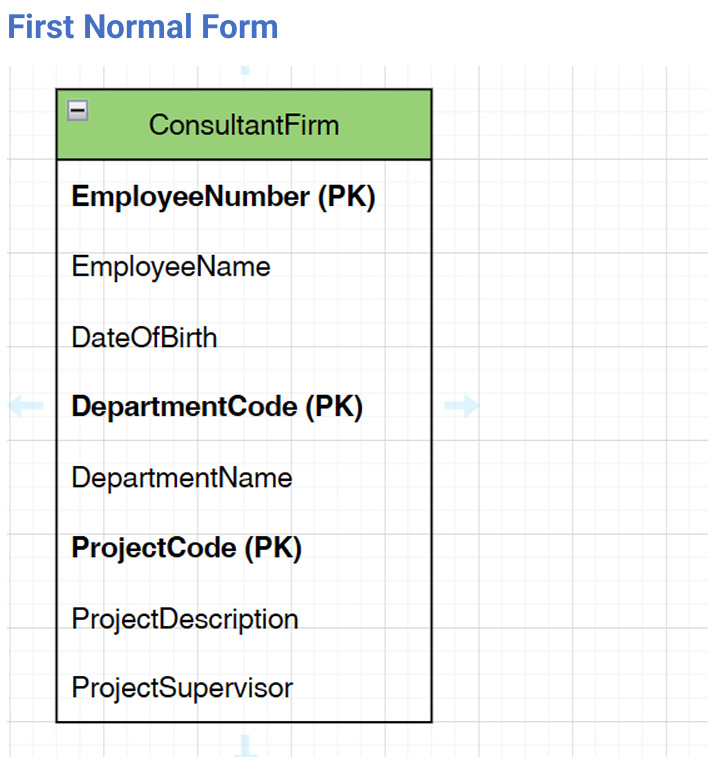 First Normal Form
ConsultantFirm
EmployeeNumber (PK)
EmployeeName
DateOfBirth
DepartmentCode (PK)
DepartmentName
ProjectCode (PK)
ProjectDescription
ProjectSupervisor